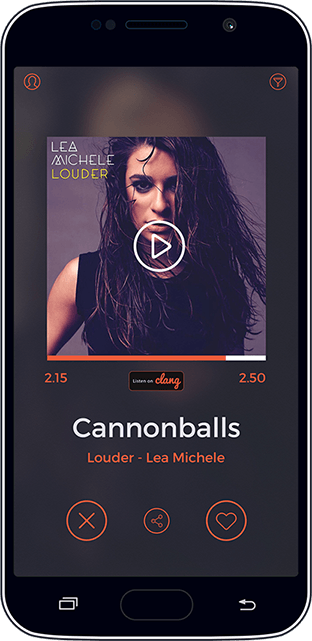 LEA
MICHELE
LOUDER
2.15
Listen on clang
2.50
Cannonballs
Louder - Lea Michele